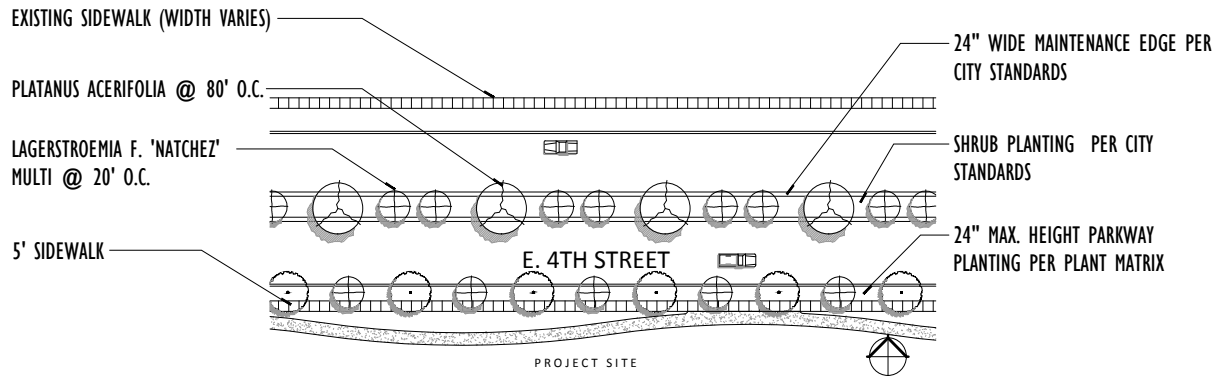 EXISTING SIDEWALK (WIDTH VARIES)
PLATANUS ACERIFOLIA @ 80' O.C.
LAGERSTROEMIA F. 'NATCHEZ'
MULTI @ 20' O.C.
5' SIDEWALK
24" WIDE MAINTENANCE EDGE PER
CITY STANDARDS
SHRUB PLANTING PER CITY
STANDARDS
24" MAX. HEIGHT PARKWAY
PLANTING PER PLANT MATRIX
E. 4TH STREET
PROJECT SITE